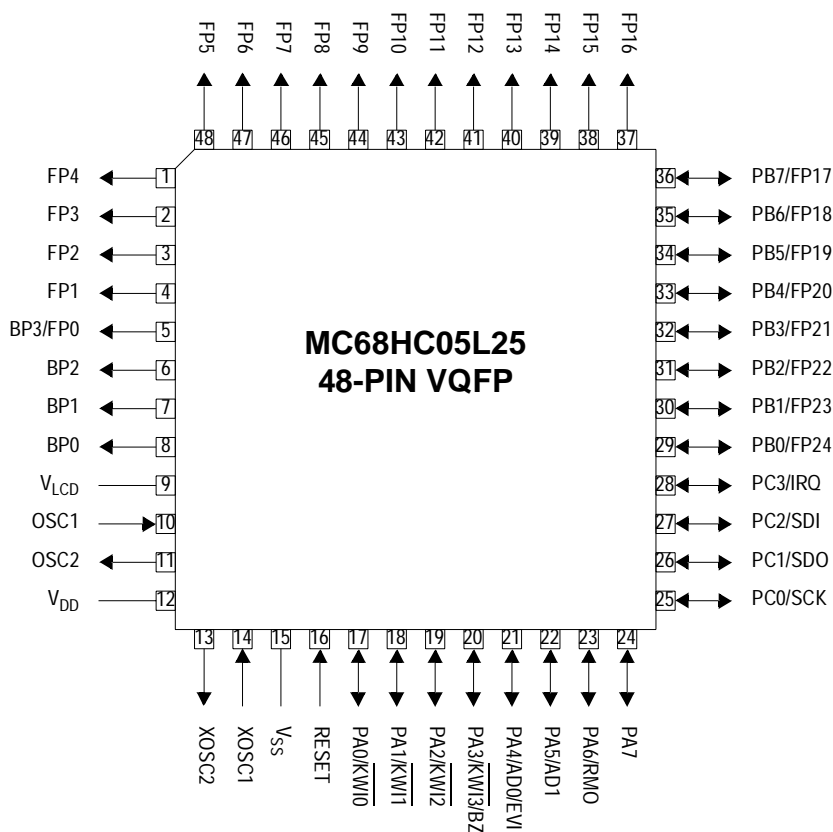 FP5
FP6
FP7
FP8
FP9
FP10
FP11
FP12
FP13
FP14
FP15
FP16
48
47
46
45
44
43
42
41
40
39
38
37
FP4 1
FP3 2
FP2 3
FP1 4
BP3/FP0 5
BP2 6
BP1 7
BP0 8
VLCD 9
OSC1 10
OSC2 11
VDD 12
MC68HC05L25
48-PIN VQFP
36 PB7/FP17
35 PB6/FP18
34 PB5/FP19
33 PB4/FP20
32 PB3/FP21
31 PB2/FP22
30 PB1/FP23
29 PB0/FP24
28 PC3/IRQ
27 PC2/SDI
26 PC1/SDO
25 PC0/SCK
13
14
15
16
17
18
19
20
21
22
23
24
XOSC2
XOSC1
VSS
RESET
PA0/KWI0
PA1/KWI1
PA2/KWI2
PA3/KWI3/BZ
PA4/AD0/EVI
PA5/AD1
PA6/RMO
PA7